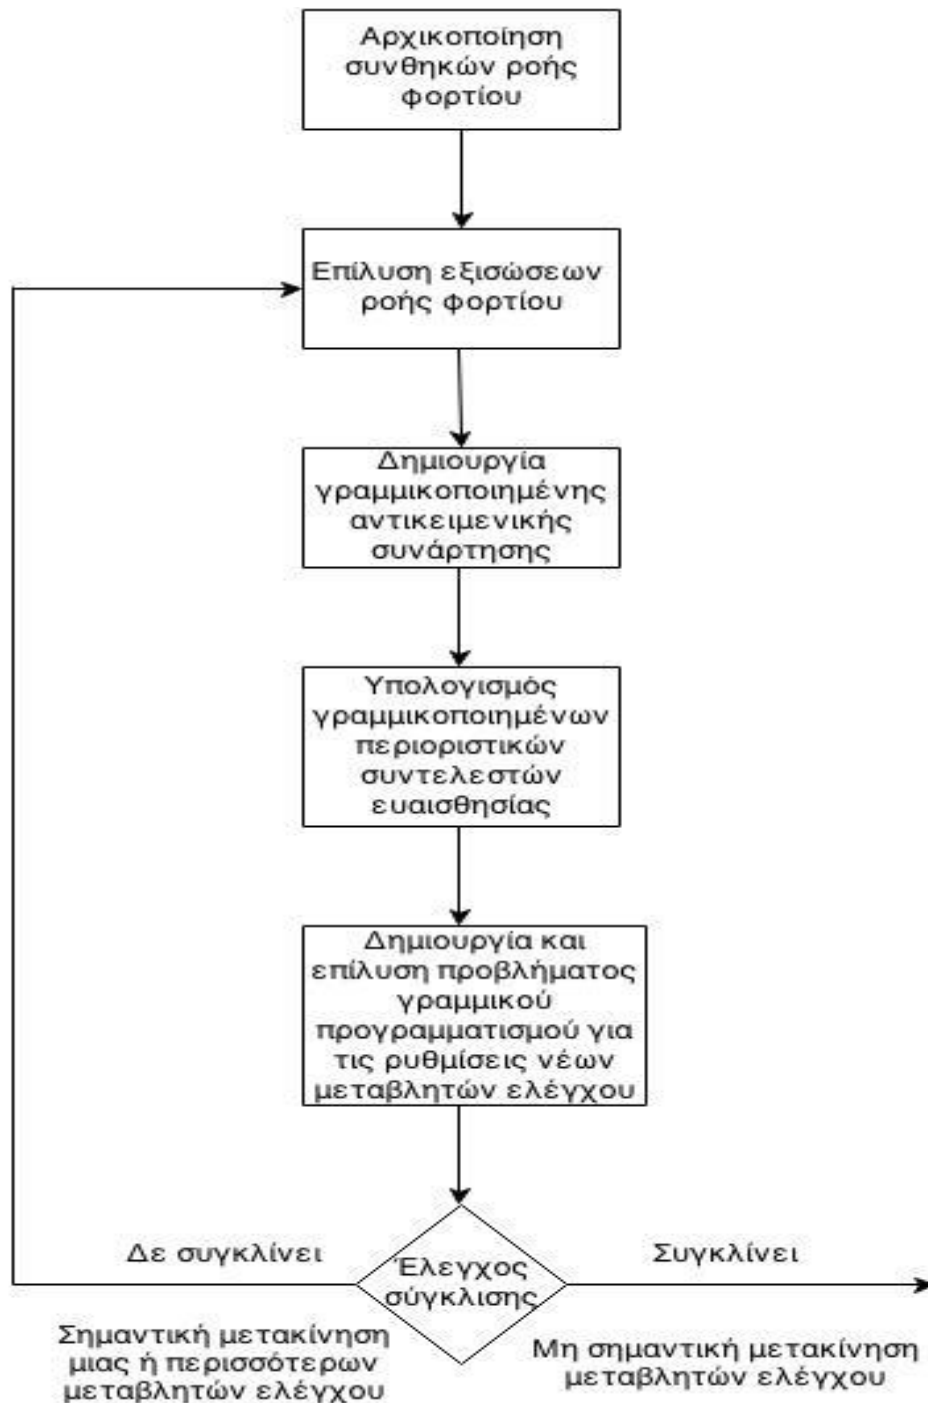 Αρχικοποίηση
συνθηκών ροής
φορτίου
Επίλυση εξισώσεων
ροής φορτίου
Δημιουργία
γραμμικοποιημένης
αντικειμενικής
συνάρτησης
Υπολογισμός
γραμμικοποιημένων
περιοριστικών
συντελεστών
ευαισθησίας
Δημιουργία και
επίλυση προβλήματος
γραμμικού
προγραμματισμού για
τις ρυθμίσεις νέων
μεταβλητών ελέγχου
Έλεγχος
σύγκλισης
Δε συγκλίνει
Σημαντική μετακίνηση
μιας ή περισσότερων
μεταβλητών ελέγχου
Συγκλίνει
Μη σημαντική μετακίνηση
μεταβλητών ελέγχου